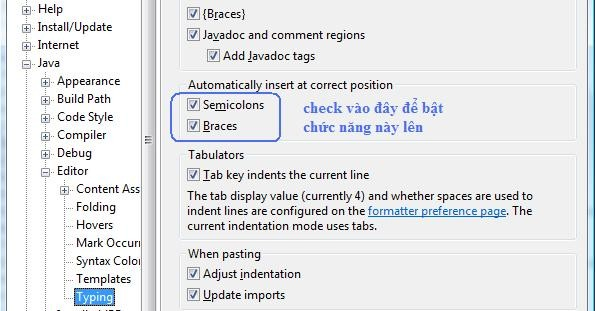 Help
Install/Update
Internet
Java
Appearance
Build Path
Code Style
Compiler
Debug
Editor
Content Ass
Folding
Hovers
Mark Occurr
Syntax Color
Templates
Typing
{Braces}
Javadoc and comment regions
Add Javadoc tags
Automatically insert at correct position
Semicolons
Braces
check vào đây để bật
chức năng này lên
Tabulators
Tab key indents the current line
The tab display value (currently 4) and whether spaces are used to
indent lines are configured on the formatter preference page. The
current indentation mode uses tabs.
When pasting
Adjust indentation
Update imports